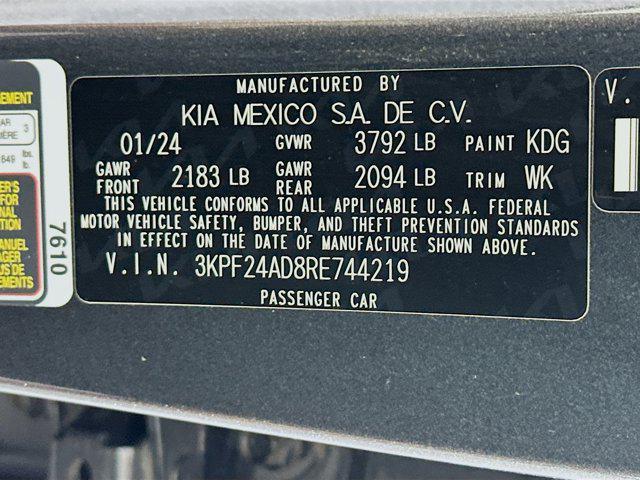 MANUFACTURED BY
KIA MEXICO S.A. DE C.V.
01/24 GVWR 3792 LB PAINT KDG
GAWR FRONT 2183 LB GAWR REAR 2094 LB TRIM WK
THIS VEHICLE CONFORMS TO ALL APPLICABLE U.S.A. FEDERAL
MOTOR VEHICLE SAFETY, BUMPER, AND THEFT PREVENTION STANDARDS
IN EFFECT ON THE DATE OF MANUFACTURE SHOWN ABOVE.
V.I.N. 3KPF24AD8RE744219
PASSENGER CAR
7610
V.